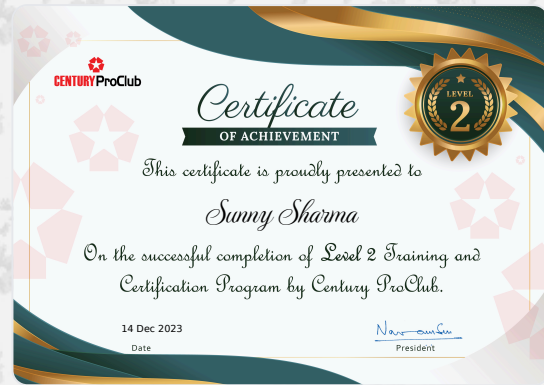 CENTURY ProClub
LEVEL
2
Certificate
OF ACHIEVEMENT
This certificate is proudly presented to
Sunny Sharma
On the successful completion of Level 2 Training and
Certification Program by Century ProClub.
14 Dec 2023
Date
President